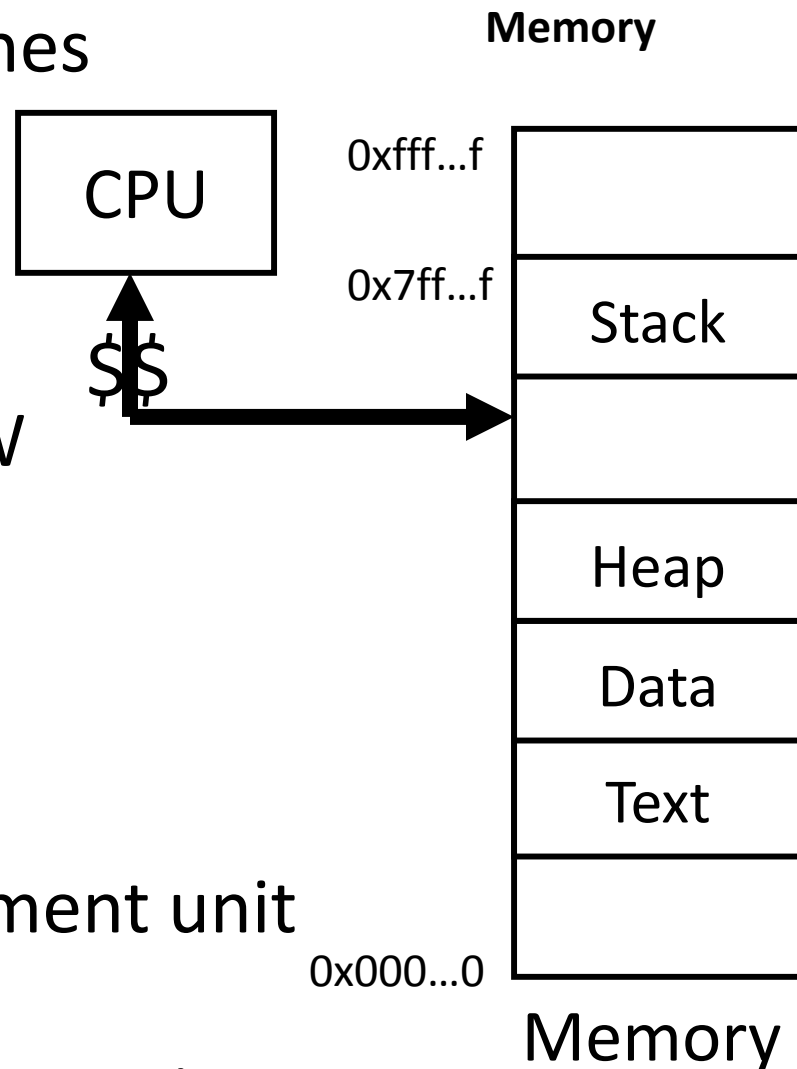 Memory
nes
CPU
0xfff...f
0x7ff...f
Stack
$$
w
Heap
Data
Text
ment unit
0x000...0
Memory